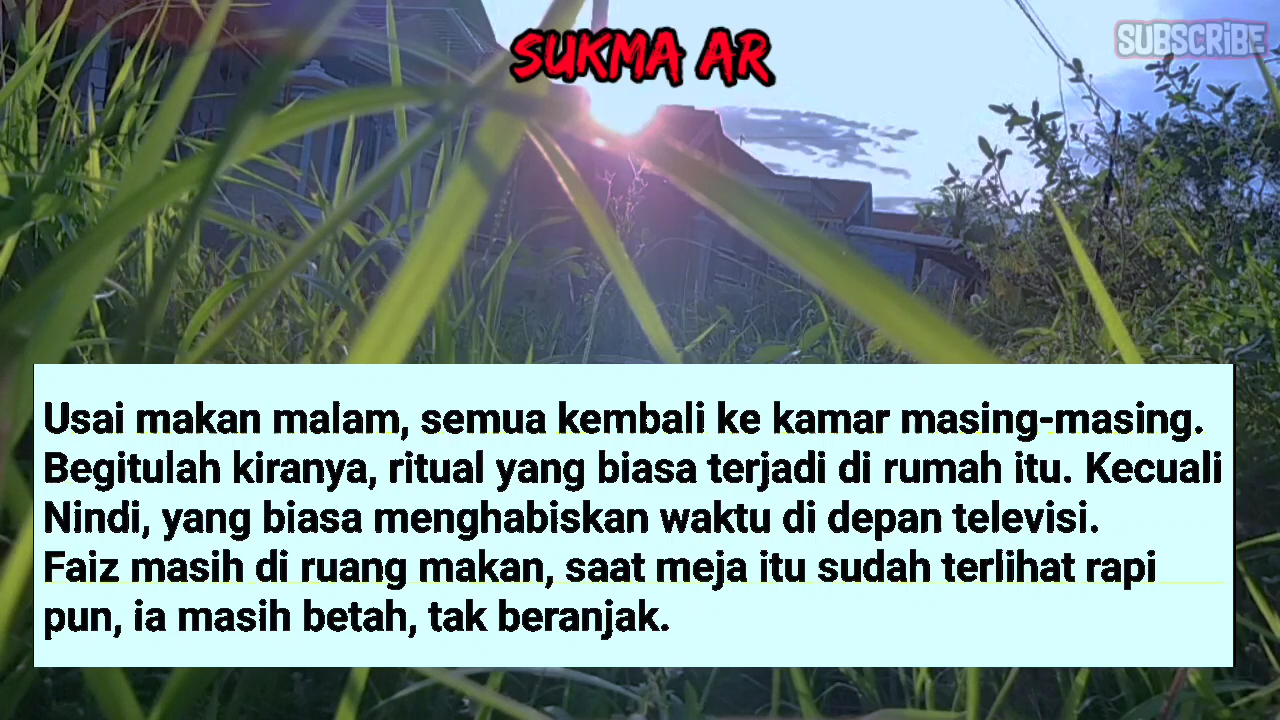 SUKMA AR
SUBSCRiBE
Usai makan malam, semua kembali ke kamar masing-masing.
Begitulah kiranya, ritual yang biasa terjadi di rumah itu. Kecuali
Nindi, yang biasa menghabiskan waktu di depan televisi.
Faiz masih di ruang makan, saat meja itu sudah terlihat rapi
pun, ia masih betah, tak beranjak.